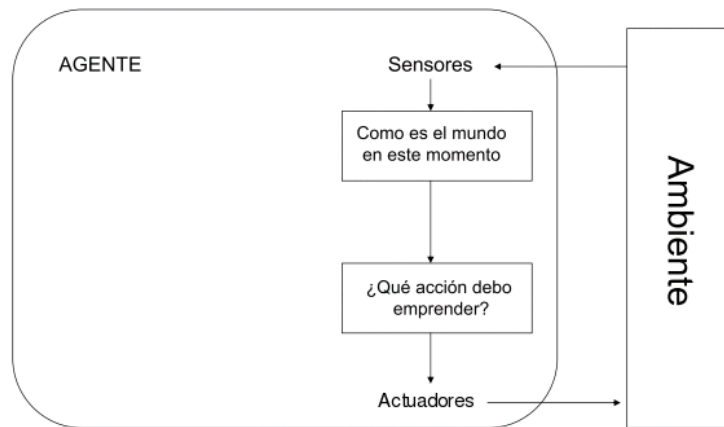 AGENTE
Sensores
Como es el mundo
en este momento
¿Qué acción debo
emprender?
Actuadores
Ambiente